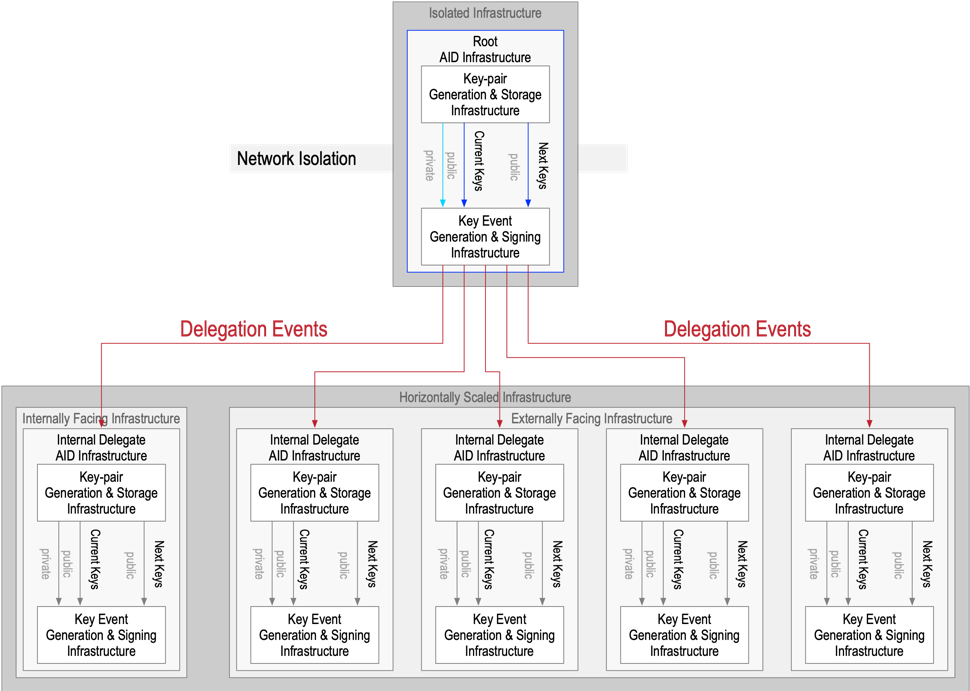 Isolated Infrastructure
Root
AID Infrastructure
Key-pair
Generation & Storage
Infrastructure
Network Isolation
private
public
Current Keys
public
Next Keys
Key Event
Generation & Signing
Infrastructure
Delegation Events
Delegation Events
Horizontally Scaled Infrastructure
Internally Facing Infrastructure
Externally Facing Infrastructure
Internal Delegate
AID Infrastructure
Key-pair
Generation & Storage
Infrastructure
private
public
Current Keys
public
Next Keys
Key Event
Generation & Signing
Infrastructure
Internal Delegate
AID Infrastructure
Key-pair
Generation & Storage
Infrastructure
private
public
Current Keys
public
Next Keys
Key Event
Generation & Signing
Infrastructure
Internal Delegate
AID Infrastructure
Key-pair
Generation & Storage
Infrastructure
private
public
Current Keys
public
Next Keys
Key Event
Generation & Signing
Infrastructure
Internal Delegate
AID Infrastructure
Key-pair
Generation & Storage
Infrastructure
private
public
Current Keys
public
Next Keys
Key Event
Generation & Signing
Infrastructure
Internal Delegate
AID Infrastructure
Key-pair
Generation & Storage
Infrastructure
private
public
Current Keys
public
Next Keys
Key Event
Generation & Signing
Infrastructure